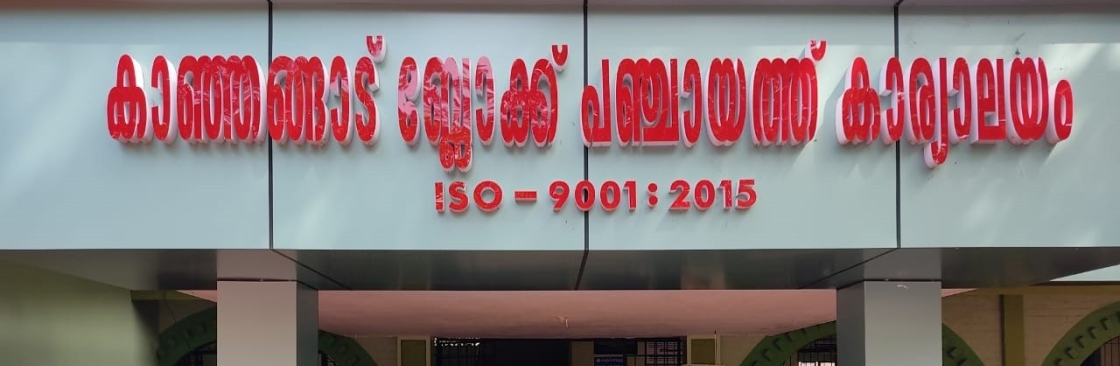 കാഞ്ഞങ്ങാട് ബ്ലോക്ക് പഞ്ചായത്ത് കാര്യാലയം
ISO - 9001 : 2015